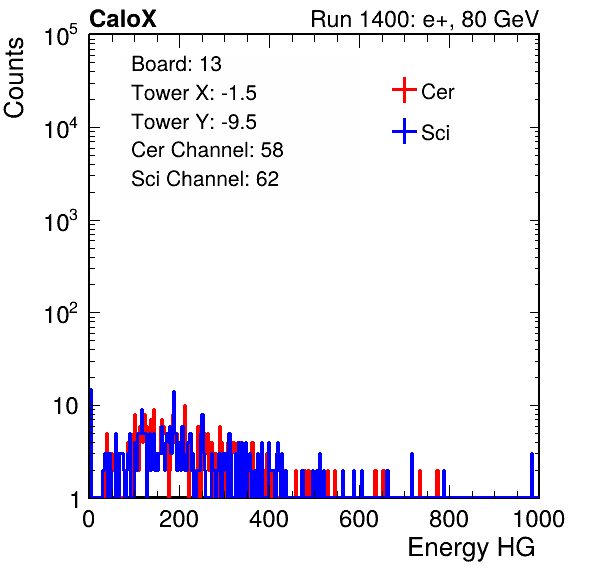 CaloX Run 1400: e+, 80 GeV
Counts
10^5
10^4
10^3
10^2
10
1
Board: 13
Tower X: -1.5
Tower Y: -9.5
Cer Channel: 58
Sci Channel: 62
Cer
Sci
0 200 400 600 800 1000
Energy HG